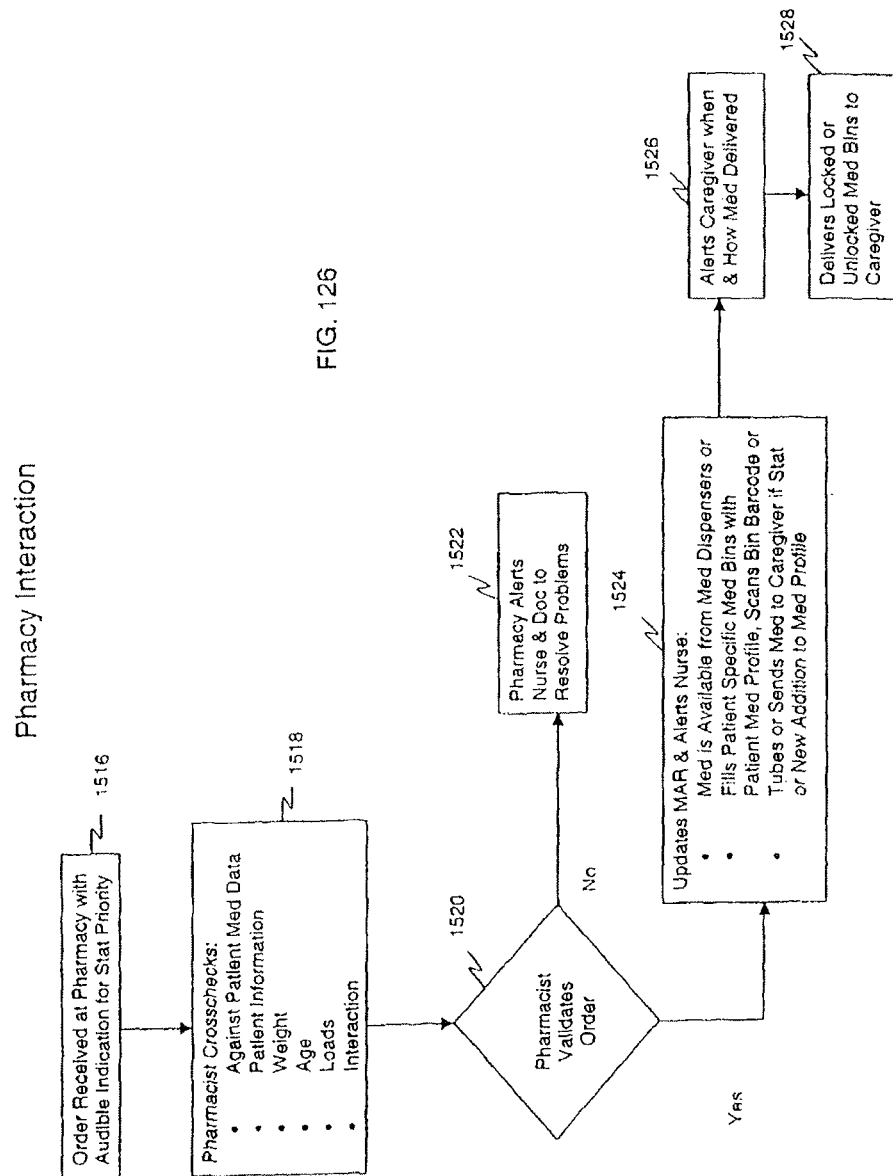 Pharmacy Interaction
Order Received at Pharmacy with
Audible Indication for Stat Priority
1516
Pharmacist Crosschecks:
• Against Patient Med Data
• Patient Information
• Weight
• Age
• Loads
• Interaction
1518
Pharmacist
Validates
Order
1520
No
Yes
Pharmacy Alerts
Nurse & Doc to
Resolve Problems
1522
Updates MAR & Alerts Nurse:
• Med is Available from Med Dispensers or
• Fills Patient Specific Med Bins with
Patient Med Profile, Scans Bin Barcode or
• Tubes or Sends Med to Caregiver if Stat
or New Addition to Med Profile
1524
Alerts Caregiver when
& How Med Delivered
1526
Delivers Locked or
Unlocked Med Bins to
Caregiver
1528
FIG. 126